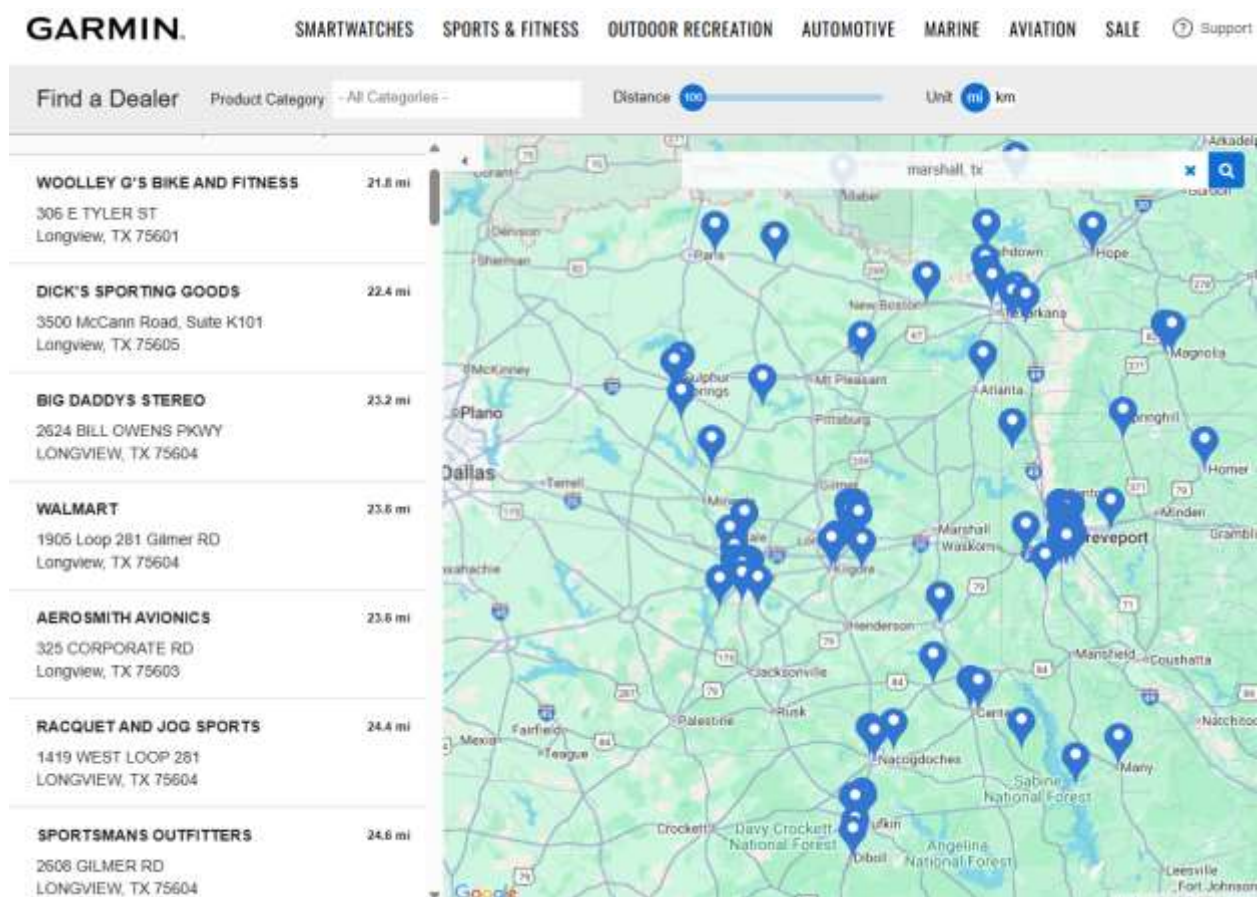 GARMIN.
SMARTWATCHES SPORTS & FITNESS OUTDOOR RECREATION AUTOMOTIVE MARINE AVIATION SALE ? Support
Find a Dealer Product Category - All Categories - Distance 100 Unit mi km
marshall, tx
WOOLLEY G'S BIKE AND FITNESS 21.8 mi
306 E TYLER ST
Longview, TX 75601
DICK'S SPORTING GOODS 22.4 mi
3500 McCann Road, Suite K101
Longview, TX 75605
BIG DADDYS STEREO 23.2 mi
2624 BILL OWENS PKWY
LONGVIEW, TX 75604
WALMART 23.6 mi
1905 Loop 281 Gilmer RD
Longview, TX 75604
AEROSMITH AVIONICS 23.6 mi
325 CORPORATE RD
Longview, TX 75603
RACQUET AND JOG SPORTS 24.4 mi
1419 WEST LOOP 281
LONGVIEW, TX 75604
SPORTSMANS OUTFITTERS 24.6 mi
2608 GILMER RD
LONGVIEW, TX 75604
Durant
Idabel
Denison
Sherman
Paris
Hope
New Boston
Texarkana
McKinney
Magnolia
Mt Pleasant
Atlanta
Plano
Pittsburg
Springhill
Dallas
Homer
Terrell
Gilmer
Minden
Marshall
Waskom
Kilgore
Henderson
Jacksonville
Mansfield
Coushatta
Palestine
Rusk
Fairfield
Mexia
Teague
Nacogdoches
Many
Sabine
National Forest
Crockett
Davy Crockett
National Forest
Diboll
Angelina
National Forest
Leesville
Fort Johnson
Google